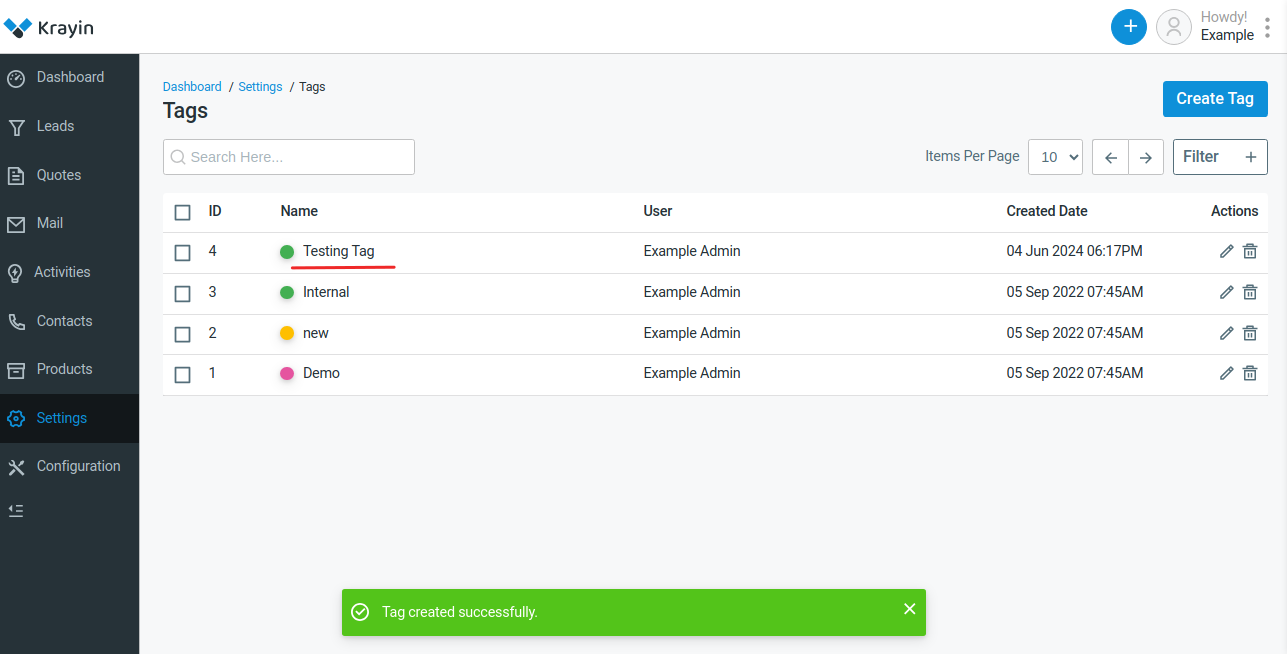 Krayin
Howdy!
Example
Dashboard
Leads
Quotes
Mail
Activities
Contacts
Products
Settings
Configuration
Dashboard / Settings / Tags
Tags
Create Tag
Search Here...
Items Per Page 10
Filter +
ID Name User Created Date Actions
4 Testing Tag Example Admin 04 Jun 2024 06:17PM
3 Internal Example Admin 05 Sep 2022 07:45AM
2 new Example Admin 05 Sep 2022 07:45AM
1 Demo Example Admin 05 Sep 2022 07:45AM
Tag created successfully.